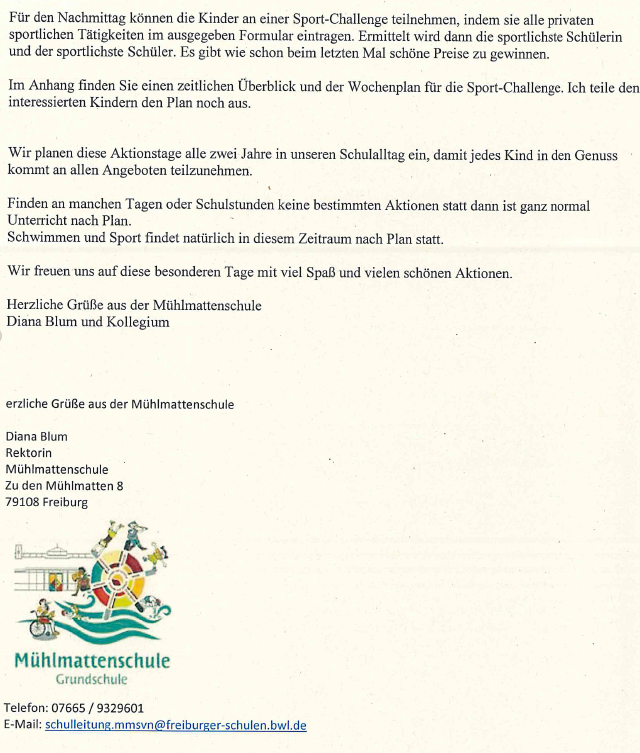 Für den Nachmittag können die Kinder an einer Sport-Challenge teilnehmen, indem sie alle privaten
sportlichen Tätigkeiten im ausgegeben Formular eintragen. Ermittelt wird dann die sportlichste Schülerin
und der sportlichste Schüler. Es gibt wie schon beim letzten Mal schöne Preise zu gewinnen.
Im Anhang finden Sie einen zeitlichen Überblick und der Wochenplan für die Sport-Challenge. Ich teile den
interessierten Kindern den Plan noch aus.
Wir planen diese Aktionstage alle zwei Jahre in unseren Schulalltag ein, damit jedes Kind in den Genuss
kommt an allen Angeboten teilzunehmen.
Finden an manchen Tagen oder Schulstunden keine bestimmten Aktionen statt dann ist ganz normal
Unterricht nach Plan.
Schwimmen und Sport findet natürlich in diesem Zeitraum nach Plan statt.
Wir freuen uns auf diese besonderen Tage mit viel Spaß und vielen schönen Aktionen.
Herzliche Grüße aus der Mühlmattenschule
Diana Blum und Kollegium
erzliche Grüße aus der Mühlmattenschule
Diana Blum
Rektorin
Mühlmattenschule
Zu den Mühlmatten 8
79108 Freiburg
Mühlmattenschule
Grundschule
Telefon: 07665 / 9329601
E-Mail: schulleitung.mmsvn@freiburger-schulen.bwl.de